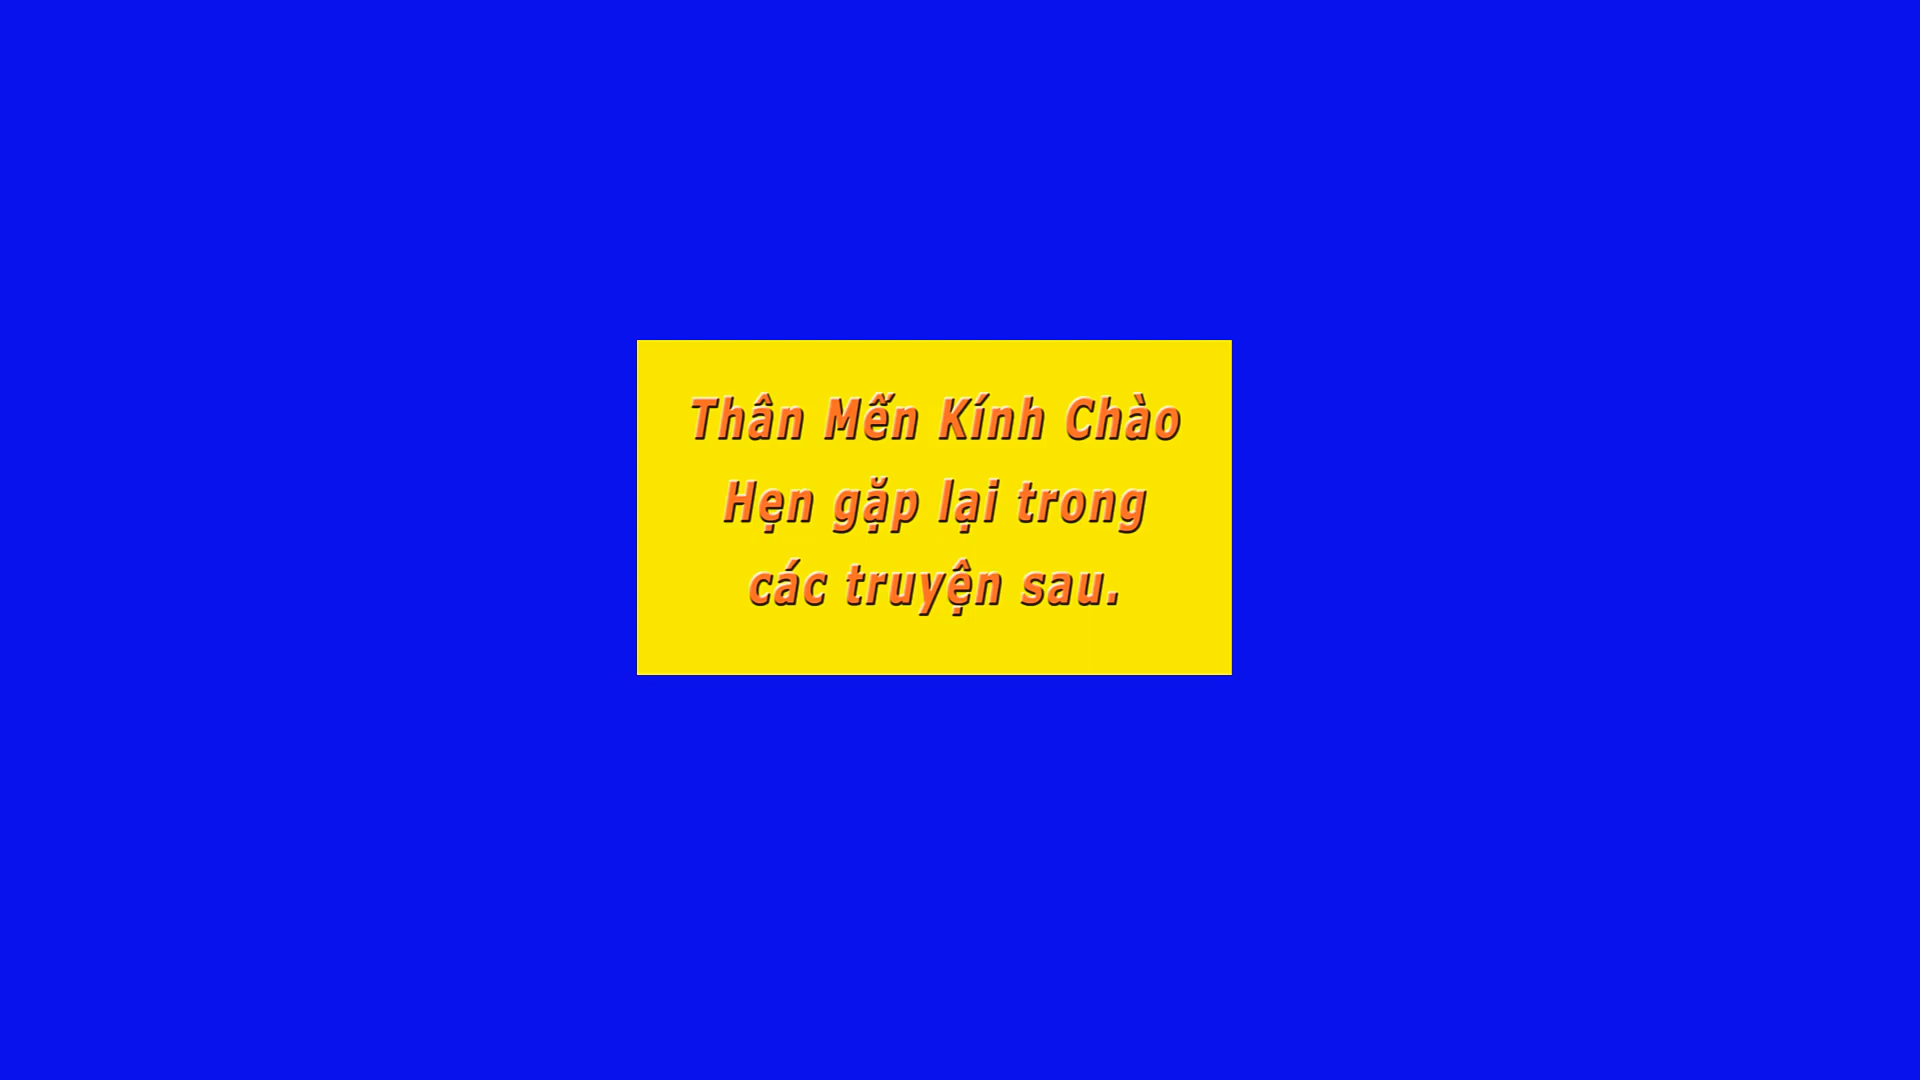 Thân Mến Kính Chào
Hẹn gặp lại trong
các truyện sau.